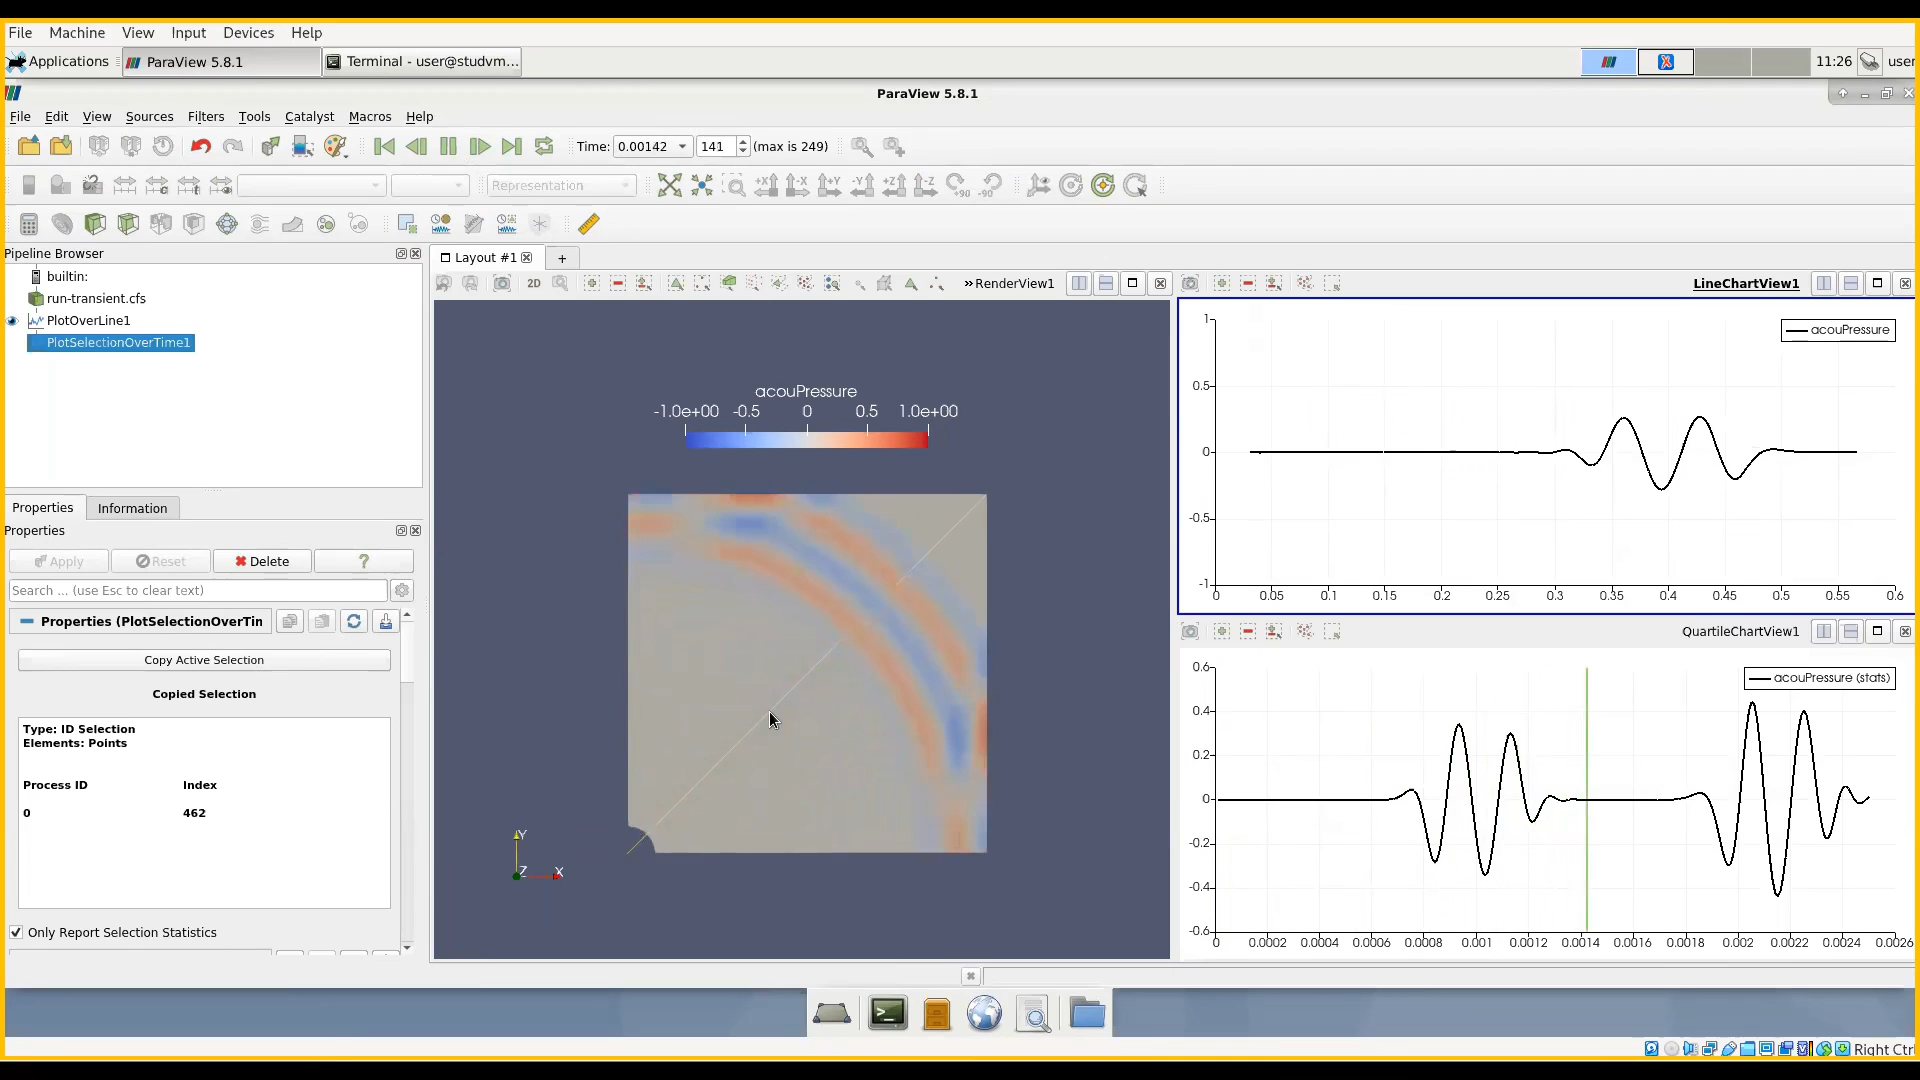 File Machine View Input Devices Help
Applications ParaView 5.8.1 Terminal - user@studvm... 11:26 user
ParaView 5.8.1
File Edit View Sources Filters Tools Catalyst Macros Help
Time: 0.00142 141 (max is 249)
Representation +X -X +Y -Y +Z -Z +90 -90
Pipeline Browser
builtin:
run-transient.cfs
PlotOverLine1
PlotSelectionOverTime1
Properties Information
Properties
Apply Reset Delete ?
Search ... (use Esc to clear text)
Properties (PlotSelectionOverTin
Copy Active Selection
Copied Selection
Type: ID Selection
Elements: Points
Process ID Index
0 462
Only Report Selection Statistics
Layout #1 +
2D RenderView1
acouPressure
-1.0e+00 -0.5 0 0.5 1.0e+00
Y
Z X
LineChartView1
acouPressure
1
0.5
0
-0.5
-1
0 0.05 0.1 0.15 0.2 0.25 0.3 0.35 0.4 0.45 0.5 0.55 0.6
QuartileChartView1
acouPressure (stats)
0.6
0.4
0.2
0
-0.2
-0.4
-0.6
0 0.0002 0.0004 0.0006 0.0008 0.001 0.0012 0.0014 0.0016 0.0018 0.002 0.0022 0.0024 0.0026
Right Ctrl